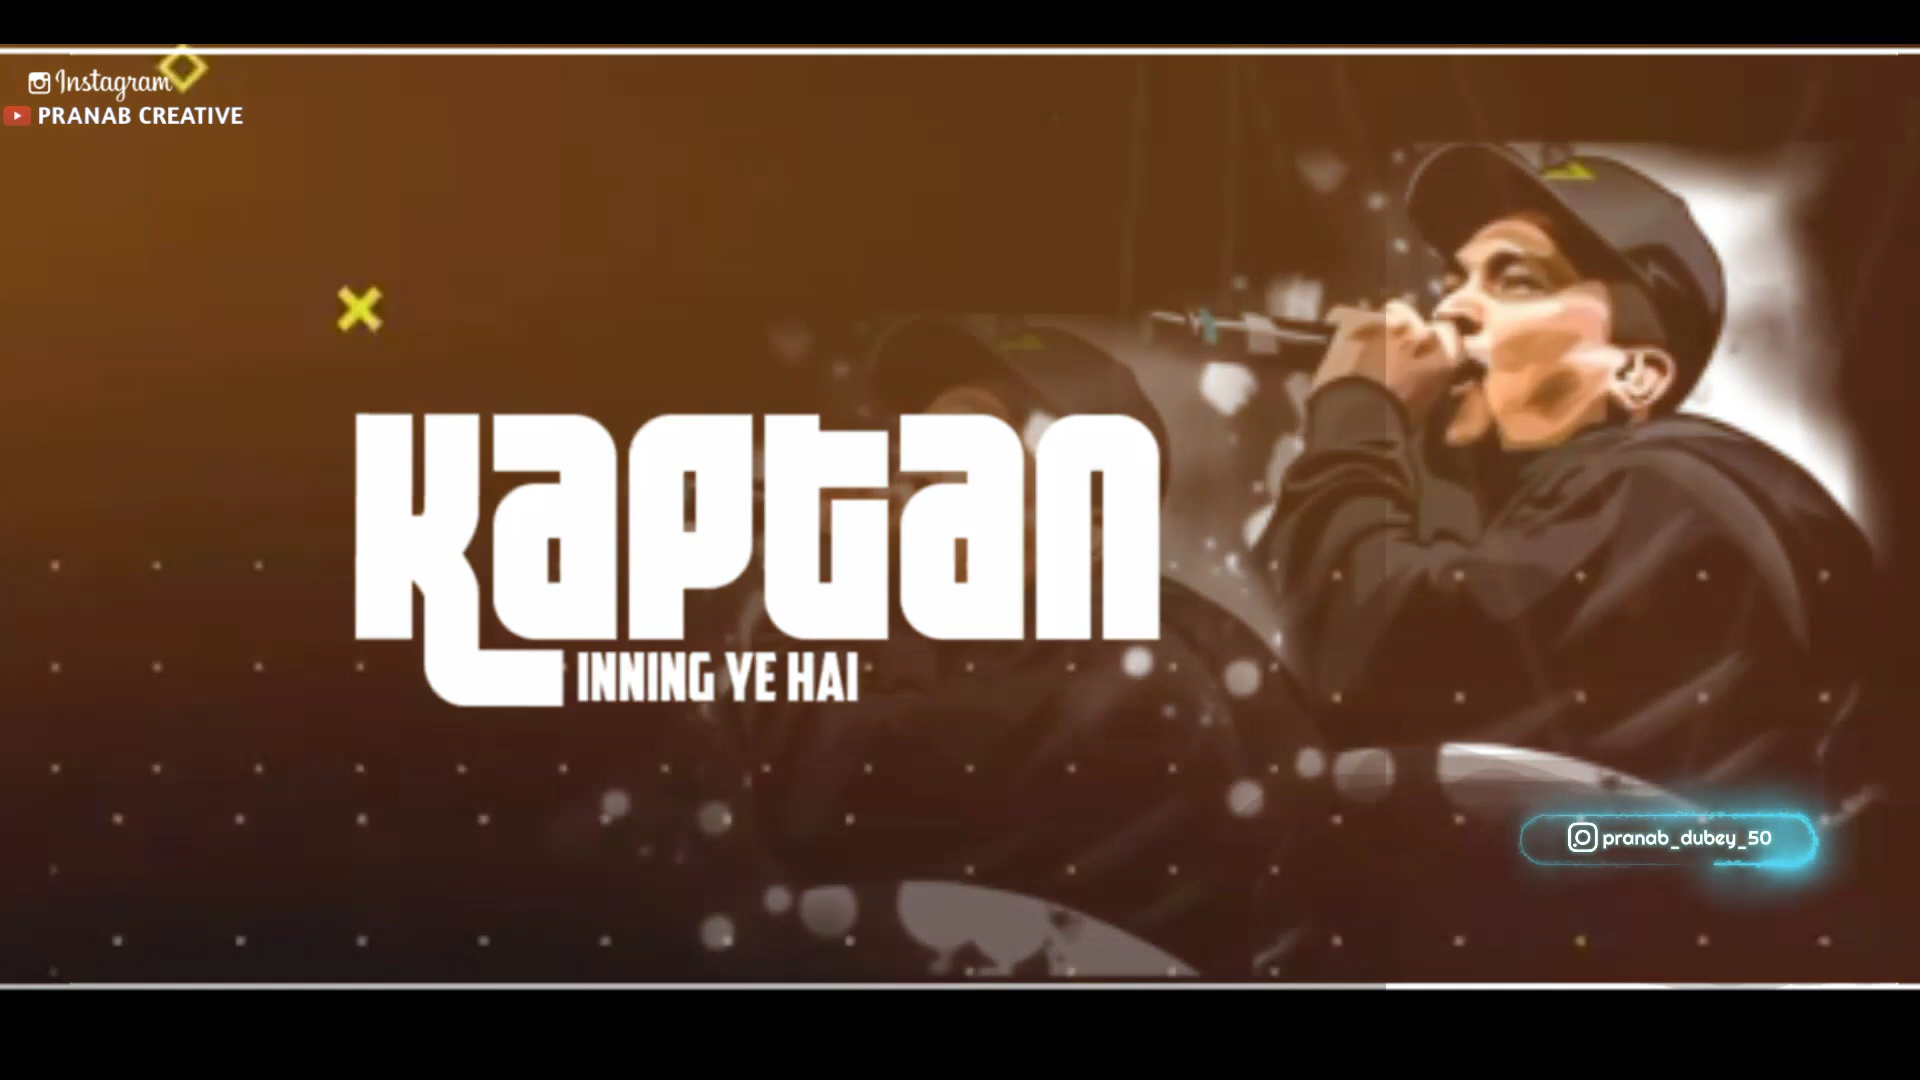 Instagram
PRANAB CREATIVE
Kaptan
INNING YE HAI
pranab_dubey_50